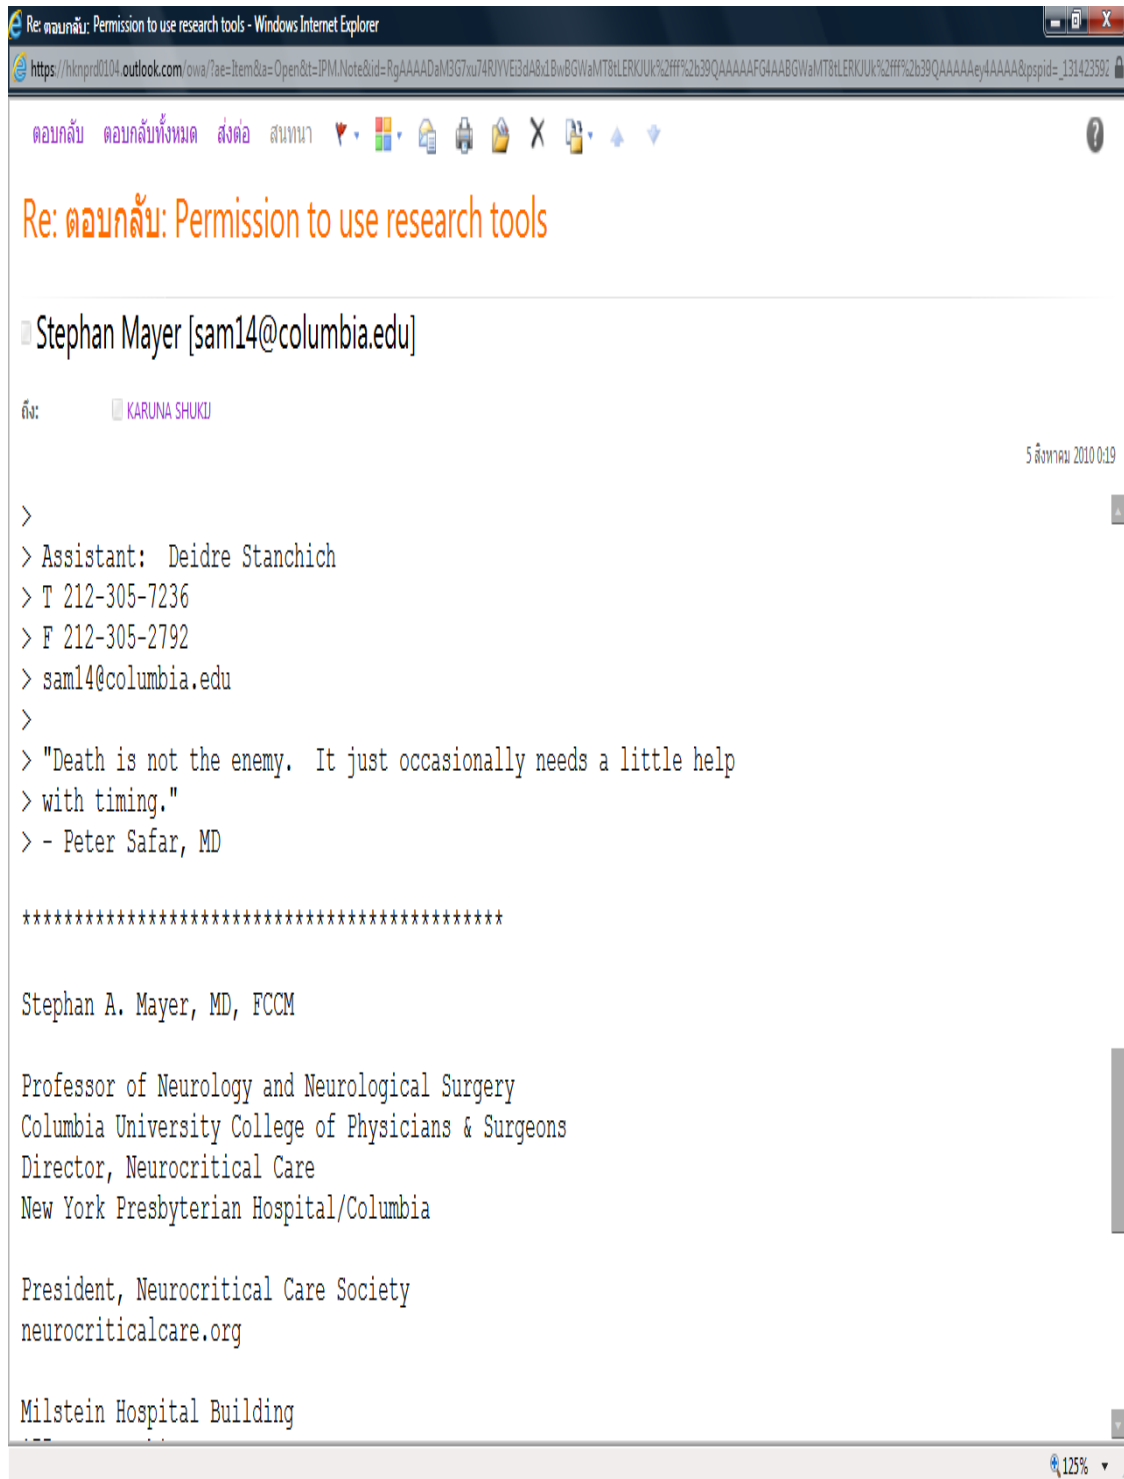 Re: ตอบกลับ: Permission to use research tools - Windows Internet Explorer
ตอบกลับ ตอบกลับทั้งหมด ส่งต่อ สนทนา
Re: ตอบกลับ: Permission to use research tools
Stephan Mayer [sam14@columbia.edu]
ถึง: KARUNA SHUKIJ
5 สิงหาคม 2010 0:19
>
> Assistant:  Deidre Stanchich
> T 212-305-7236
> F 212-305-2792
> sam14@columbia.edu
>
> "Death is not the enemy.  It just occasionally needs a little help
> with timing."
> - Peter Safar, MD
**********************************************
Stephan A. Mayer, MD, FCCM
Professor of Neurology and Neurological Surgery
Columbia University College of Physicians & Surgeons
Director, Neurocritical Care
New York Presbyterian Hospital/Columbia
President, Neurocritical Care Society
neurocriticalcare.org
Milstein Hospital Building
125%